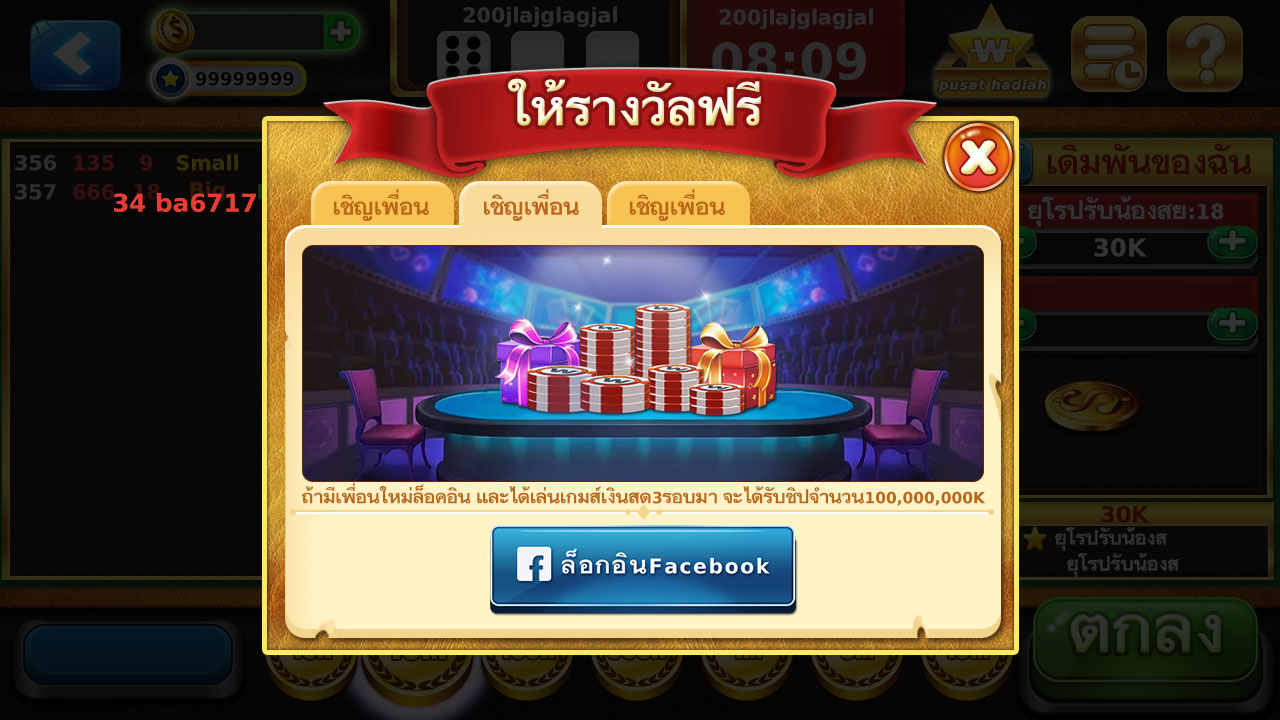 200jlajglagjal
200jlajglagjal
08:09
99999999
W
pusat hadiah
ให้รางวัลฟรี
356 135 9 Small
357 666 18 Big
34 ba6717
เดิมพันของฉัน
เชิญเพื่อน
เชิญเพื่อน
เชิญเพื่อน
ยุโรปรับน้องสย:18
30K
ถ้ามีเพื่อนใหม่ล็อคอิน และได้เล่นเกมส์เงินสด3รอบมา จะได้รับชิปจำนวน100,000,000K
30K
ยุโรปรับน้องส
ยุโรปรับน้องส
ล็อกอินFacebook
ตกลง